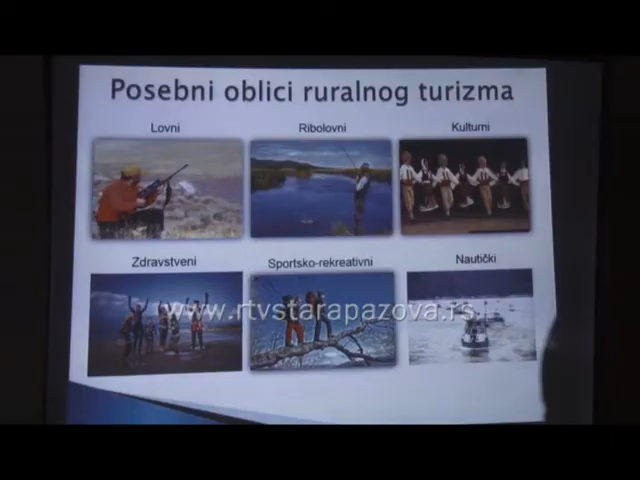 Posebni oblici ruralnog turizma
Lovni
Ribolovni
Kulturni
Zdravstveni
Sportsko-rekreativni
Nautički
www.rtvstarapazova.rs